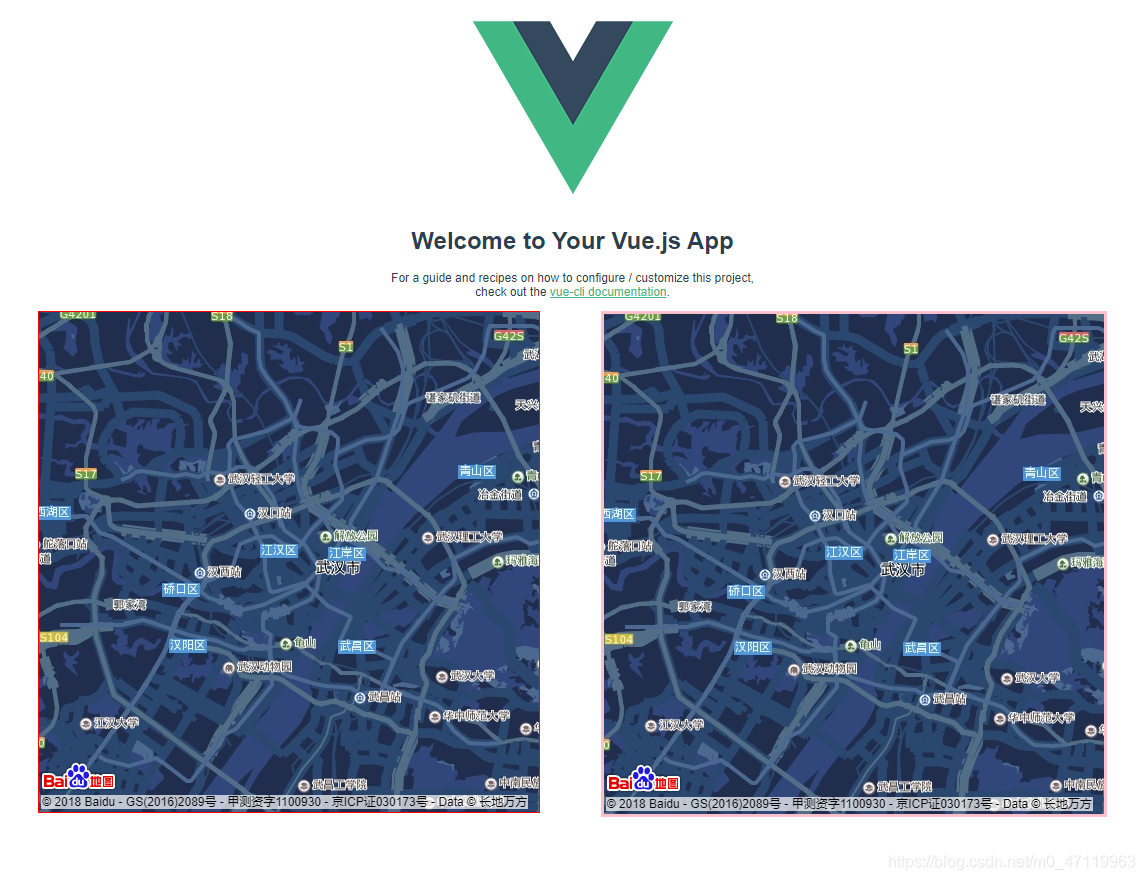 Welcome to Your Vue.js App
For a guide and recipes on how to configure / customize this project,
check out the vue-cli documentation.
G4201
S18
S1
G42S
40
谌家矶街道
S17
武汉轻工大学
青山区
冶金街道
西湖区
汉口站
解放公园
武汉理工大学
江汉区
江岸区
武汉市
舵落口站
道
汉西站
硚口区
郭家湾
S104
汉阳区
龟山
武昌区
武汉动物园
武汉大学
武昌站
江汉大学
华中师范大学
Bai du 地图
武昌工学院
中南民族
© 2018 Baidu - GS(2016)2089号 - 甲测资字1100930 - 京ICP证030173号 - Data © 长地万方
G4201
S18
S1
G42S
40
谌家矶街道
S17
武汉轻工大学
青山区
冶金街道
西湖区
汉口站
解放公园
武汉理工大学
江汉区
江岸区
武汉市
舵落口站
道
汉西站
硚口区
郭家湾
S104
汉阳区
龟山
武昌区
武汉动物园
武汉大学
武昌站
江汉大学
华中师范大学
Bai du 地图
武昌工学院
中南民族
© 2018 Baidu - GS(2016)2089号 - 甲测资字1100930 - 京ICP证030173号 - Data © 长地万方
https://blog.csdn.net/m0_47119963